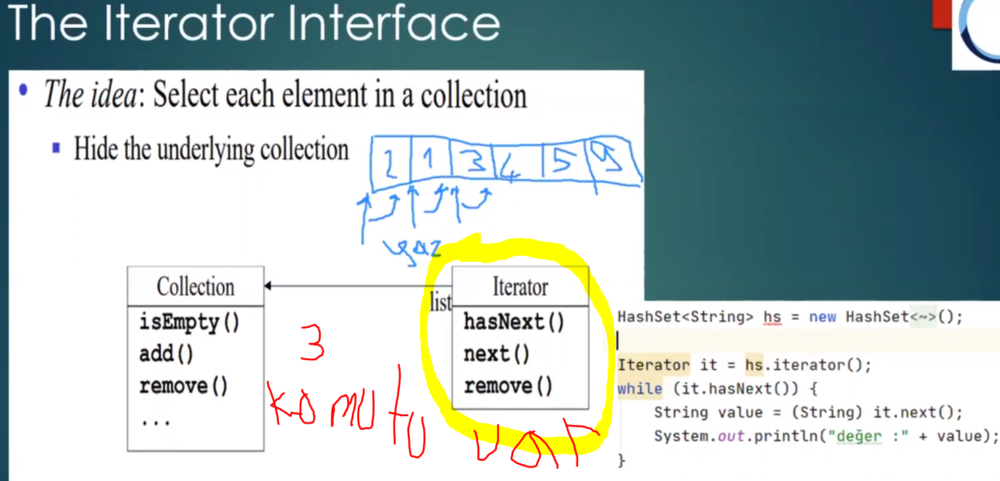 The Iterator Interface
• The idea: Select each element in a collection
▪ Hide the underlying collection
2 1 3 4 5 9
yaz
Collection
isEmpty()
add()
remove()
...
list
Iterator
hasNext()
next()
remove()
3
komutu var
HashSet<String> hs = new HashSet<~>();
Iterator it = hs.iterator();
while (it.hasNext()) {
String value = (String) it.next();
System.out.println("değer :" + value);
}